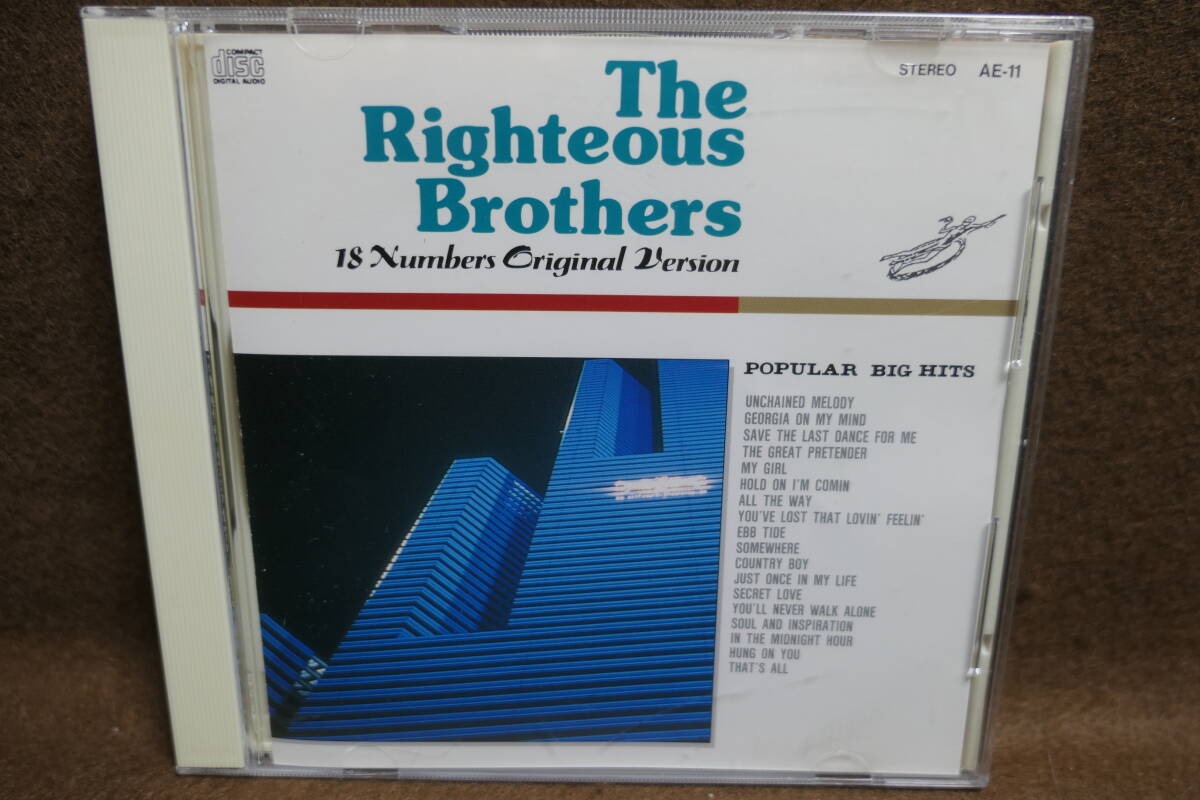 COMPACT
disc
DIGITAL AUDIO
STEREO AE-11
The
Righteous
Brothers
18 Numbers Original Version
POPULAR BIG HITS
UNCHAINED MELODY
GEORGIA ON MY MIND
SAVE THE LAST DANCE FOR ME
THE GREAT PRETENDER
MY GIRL
HOLD ON I'M COMIN
ALL THE WAY
YOU'VE LOST THAT LOVIN' FEELIN'
EBB TIDE
SOMEWHERE
COUNTRY BOY
JUST ONCE IN MY LIFE
SECRET LOVE
YOU'LL NEVER WALK ALONE
SOUL AND INSPIRATION
IN THE MIDNIGHT HOUR
HUNG ON YOU
THAT'S ALL